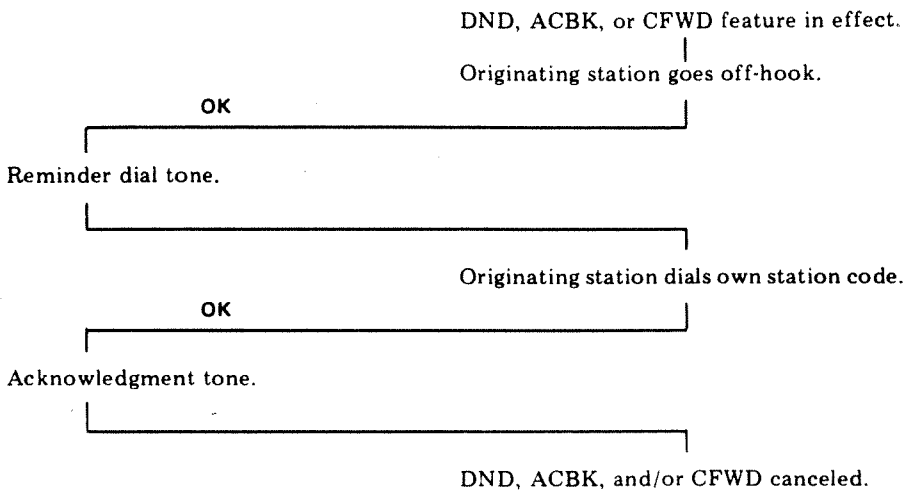 DND, ACBK, or CFWD feature in effect.
Originating station goes off-hook.
OK
Reminder dial tone.
Originating station dials own station code.
OK
Acknowledgment tone.
DND, ACBK, and/or CFWD canceled.